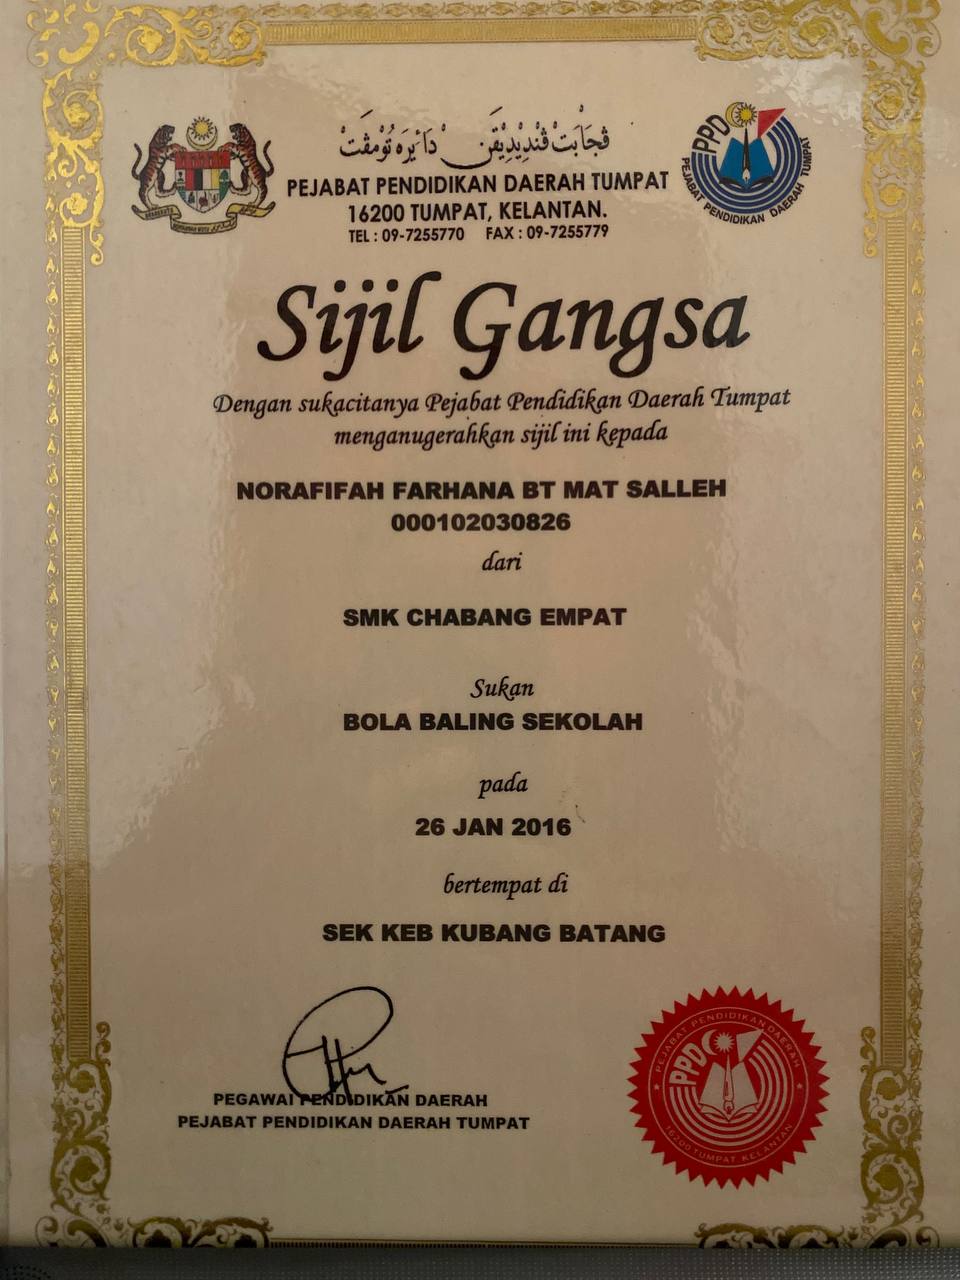 ڤجابت ڤنديديقن دائيره تومڤت
PEJABAT PENDIDIKAN DAERAH TUMPAT
16200 TUMPAT, KELANTAN.
TEL : 09-7255770 FAX : 09-7255779
PPD
PEJABAT PENDIDIKAN DAERAH TUMPAT
Sijil Gangsa
Dengan sukacitanya Pejabat Pendidikan Daerah Tumpat
menganugerahkan sijil ini kepada
NORAFIFAH FARHANA BT MAT SALLEH
000102030826
dari
SMK CHABANG EMPAT
Sukan
BOLA BALING SEKOLAH
pada
26 JAN 2016
bertempat di
SEK KEB KUBANG BATANG
PEGAWAI PENDIDIKAN DAERAH
PEJABAT PENDIDIKAN DAERAH TUMPAT
PEJABAT PENDIDIKAN DAERAH
PPD
16200 TUMPAT, KELANTAN